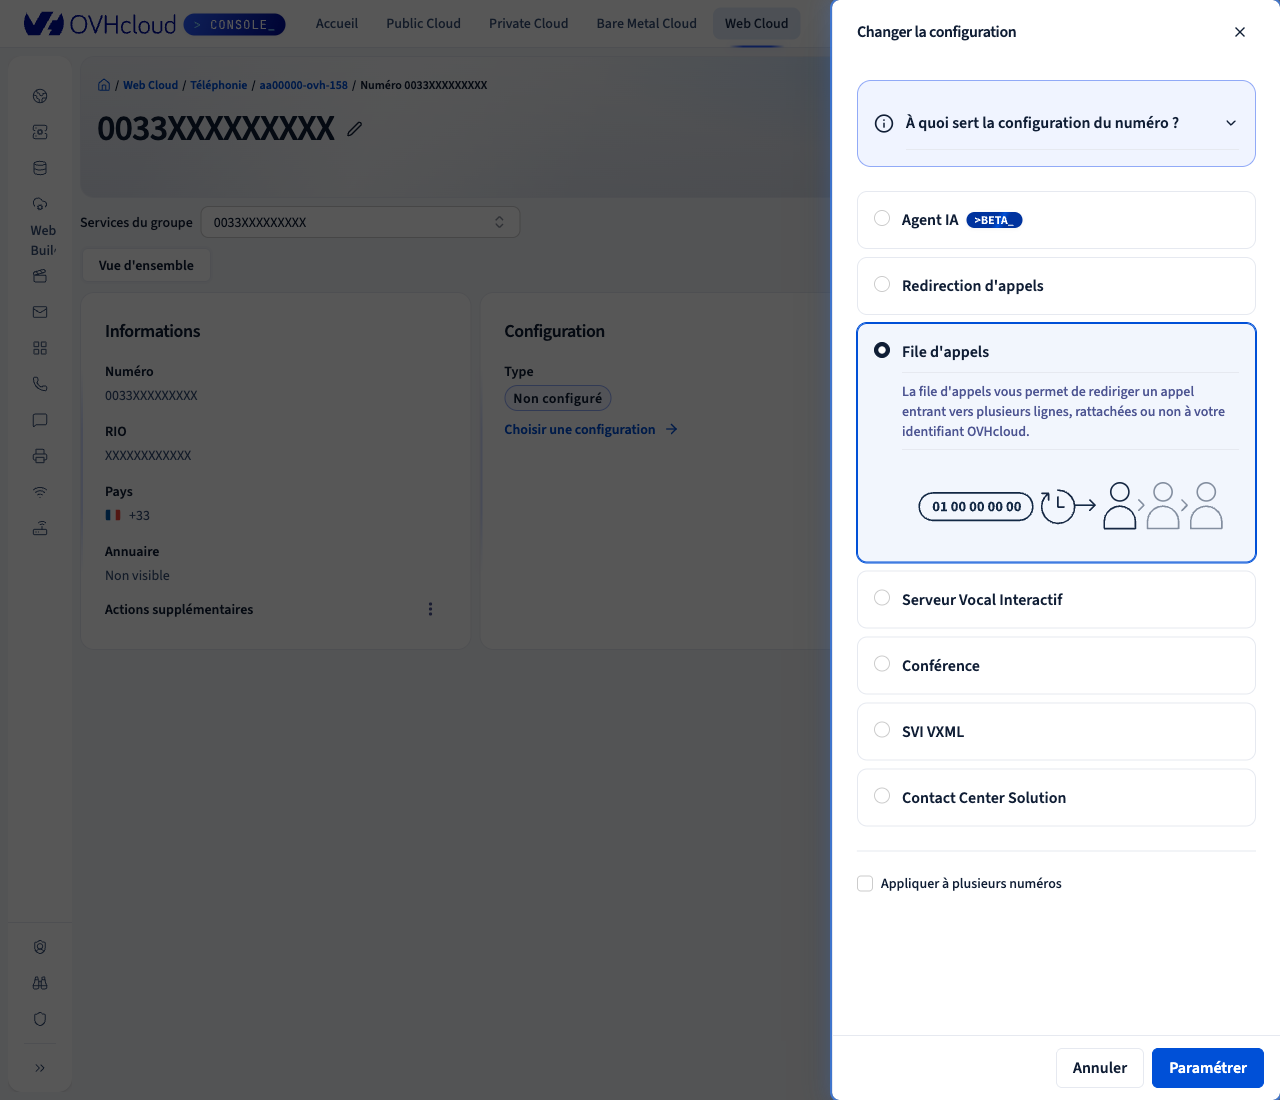 OVHcloud > CONSOLE_
Accueil
Public Cloud
Private Cloud
Bare Metal Cloud
Web Cloud
Web
Buil
/ Web Cloud / Téléphonie / aa00000-ovh-158 / Numéro 0033XXXXXXXXX
0033XXXXXXXXX
Services du groupe
0033XXXXXXXXX
Vue d'ensemble
Informations
Numéro
0033XXXXXXXXX
RIO
XXXXXXXXXXXX
Pays
+33
Annuaire
Non visible
Actions supplémentaires
Configuration
Type
Non configuré
Choisir une configuration
Changer la configuration
À quoi sert la configuration du numéro ?
Agent IA >BETA_
Redirection d'appels
File d'appels
La file d'appels vous permet de rediriger un appel
entrant vers plusieurs lignes, rattachées ou non à votre
identifiant OVHcloud.
01 00 00 00 00
Serveur Vocal Interactif
Conférence
SVI VXML
Contact Center Solution
Appliquer à plusieurs numéros
Annuler
Paramétrer